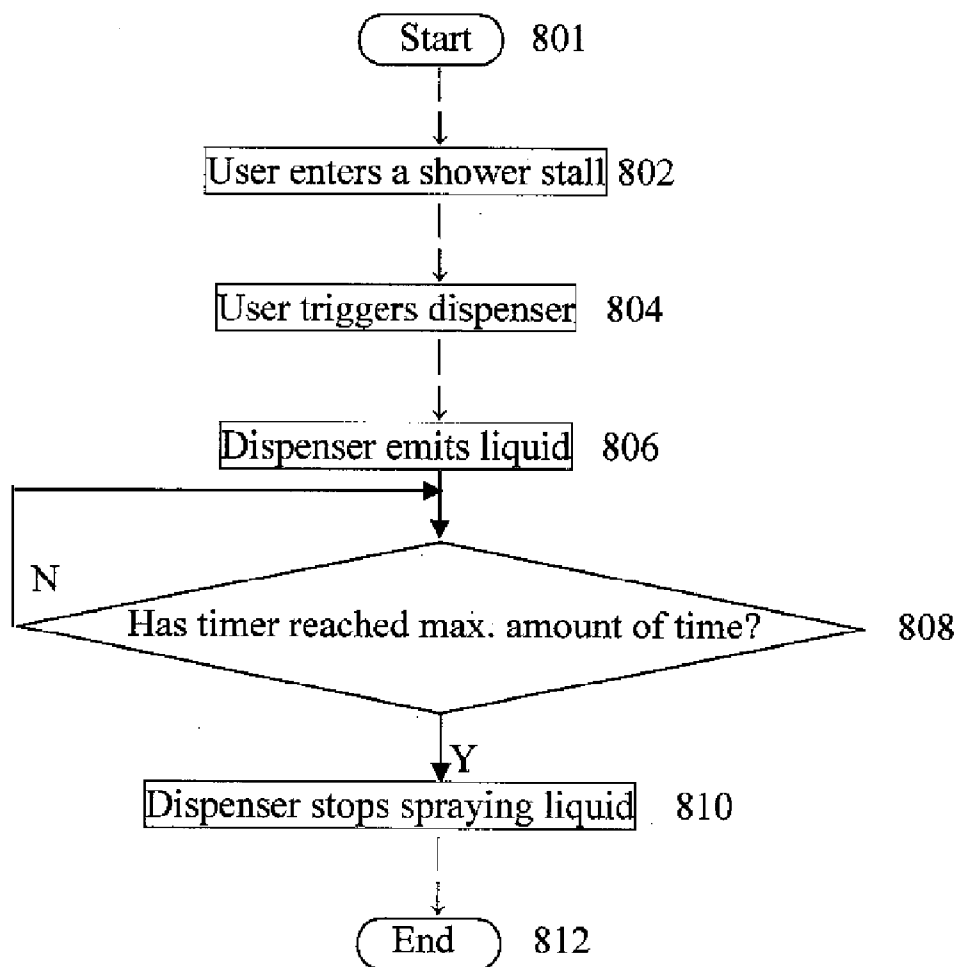 Start 801
User enters a shower stall 802
User triggers dispenser 804
Dispenser emits liquid 806
N
Has timer reached max. amount of time? 808
Y
Dispenser stops spraying liquid 810
End 812